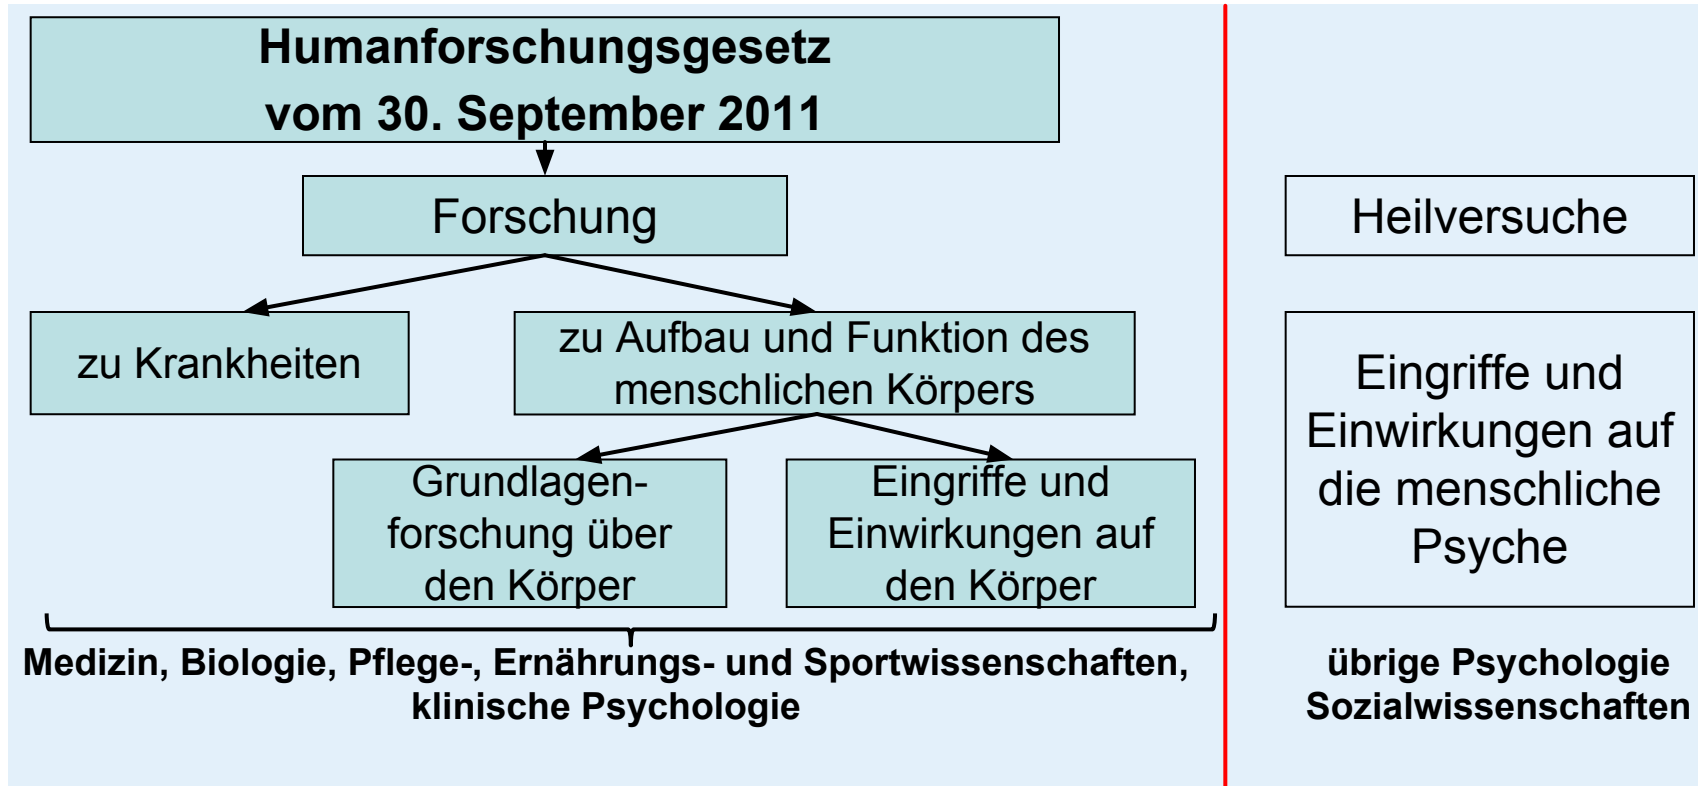 Humanforschungsgesetz
vom 30. September 2011
Forschung
Heilversuche
zu Krankheiten
zu Aufbau und Funktion des
menschlichen Körpers
Grundlagen-
forschung über
den Körper
Eingriffe und
Einwirkungen auf
den Körper
Eingriffe und
Einwirkungen auf
die menschliche
Psyche
Medizin, Biologie, Pflege-, Ernährungs- und Sportwissenschaften,
klinische Psychologie
übrige Psychologie
Sozialwissenschaften